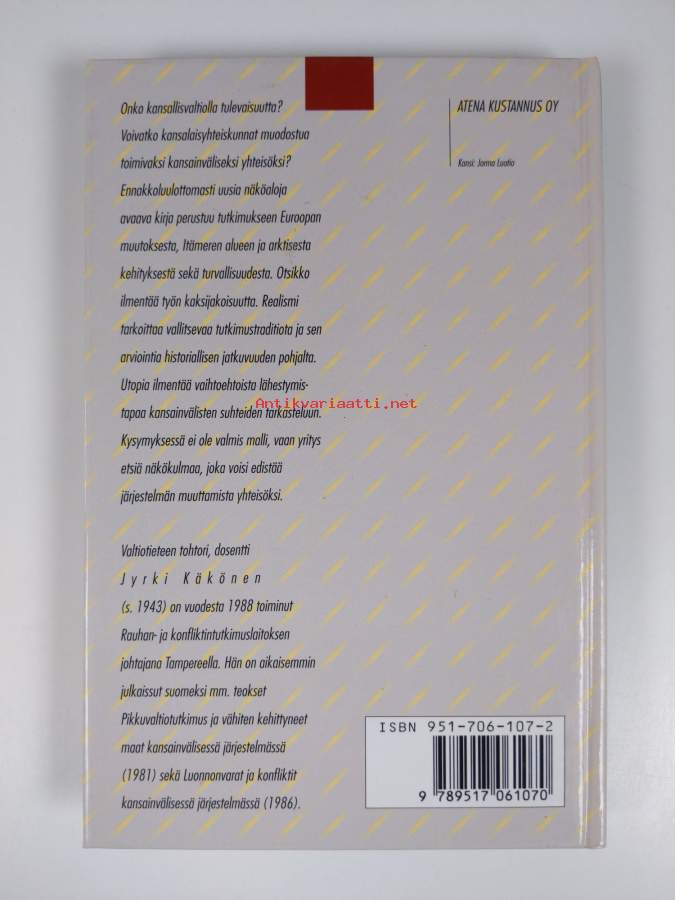 Onko kansallisvaltiolla tulevaisuutta?
Voivatko kansalaisyhteiskunnat muodostua
toimivaksi kansainväliseksi yhteisöksi?
Ennakkoluulottomasti uusia näköaloja
avaava kirja perustuu tutkimukseen Euroopan
muutoksesta, Itämeren alueen ja arktisesta
kehityksestä sekä turvallisuudesta. Otsikko
ilmentää työn kaksijakoisuutta. Realismi
tarkoittaa vallitsevaa tutkimustraditiota ja sen
arviointia historiallisen jatkuvuuden pohjalta.
Utopia ilmentää vaihtoehtoista lähestymis-
tapaa kansainvälisten suhteiden tarkasteluun.
Antikvariaatti.net
Kysymyksessä ei ole valmis malli, vaan yritys
etsiä näkökulmaa, joka voisi edistää
järjestelmän muuttamista yhteisöksi.
Valtiotieteen tohtori, dosentti
Jyrki Käkönen
(s. 1943) on vuodesta 1988 toiminut
Rauhan- ja konfliktintutkimuslaitoksen
johtajana Tampereella. Hän on aikaisemmin
julkaissut suomeksi mm. teokset
Pikkuvaltiotutkimus ja vähiten kehittyneet
maat kansainvälisessä järjestelmässä
(1981) sekä Luonnonvarat ja konfliktit
kansainvälisessä järjestelmässä (1986).
ATENA KUSTANNUS OY
Kansi: Jorma Luotio
ISBN 951-706-107-2
9 789517 061070